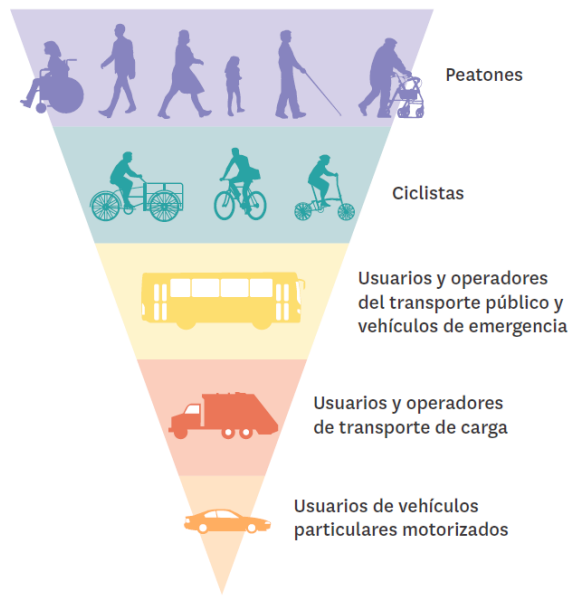 Peatones
Ciclistas
Usuarios y operadores
del transporte público y
vehículos de emergencia
Usuarios y operadores
de transporte de carga
Usuarios de vehículos
particulares motorizados